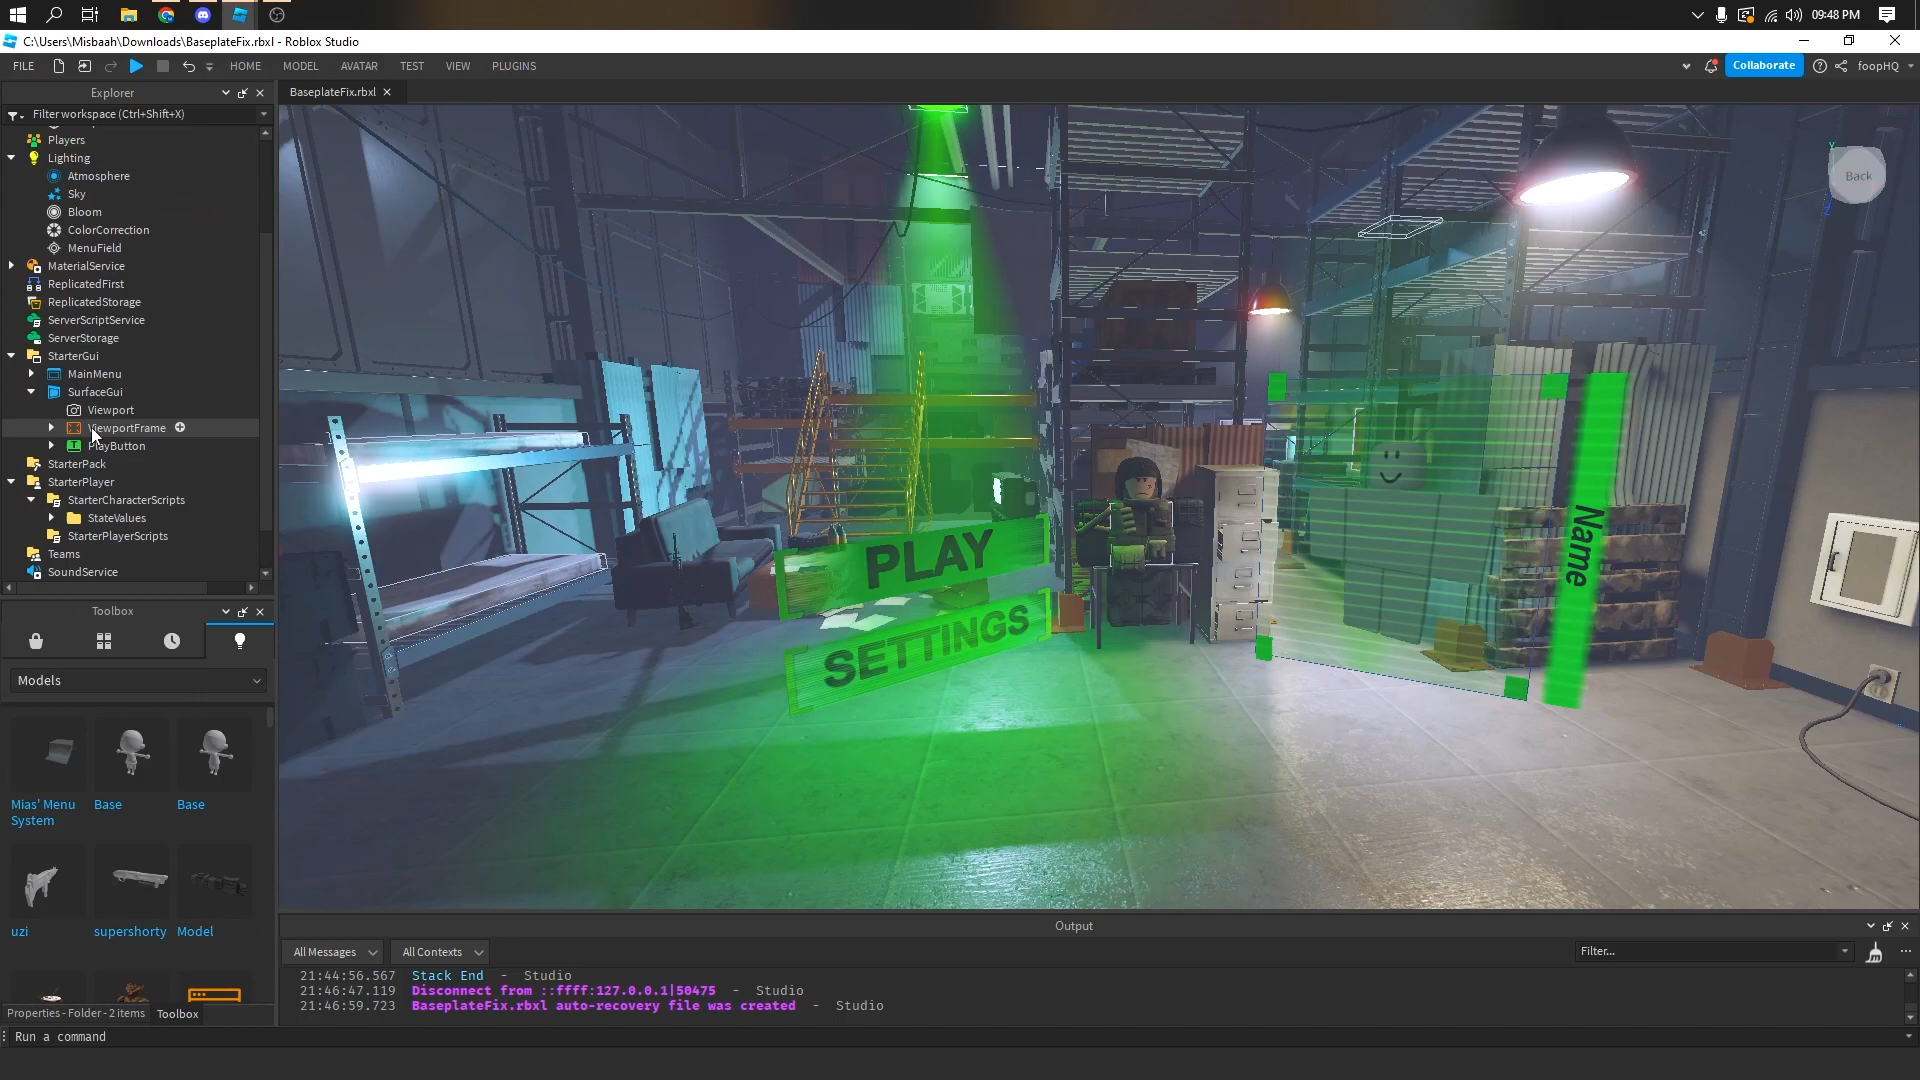 09:48 PM
C:\Users\Misbaah\Downloads\BaseplateFix.rbxl - Roblox Studio
FILE HOME MODEL AVATAR TEST VIEW PLUGINS Collaborate foopHQ
Explorer
BaseplateFix.rbxl
Filter workspace (Ctrl+Shift+X)
Players
Lighting
Atmosphere
Sky
Bloom
ColorCorrection
MenuField
MaterialService
ReplicatedFirst
ReplicatedStorage
ServerScriptService
ServerStorage
StarterGui
MainMenu
SurfaceGui
Viewport
ViewportFrame
PlayButton
StarterPack
StarterPlayer
StarterCharacterScripts
StateValues
StarterPlayerScripts
Teams
SoundService
Y
Back
Z
PLAY
SETTINGS
Name
Toolbox
Models
Mias' Menu System
Base
Base
uzi
supershorty
Model
Properties - Folder - 2 items
Toolbox
Output
All Messages
All Contexts
Filter...
21:44:56.567 Stack End - Studio
21:46:47.119 Disconnect from ::ffff:127.0.0.1|50475 - Studio
21:46:59.723 BaseplateFix.rbxl auto-recovery file was created - Studio
Run a command